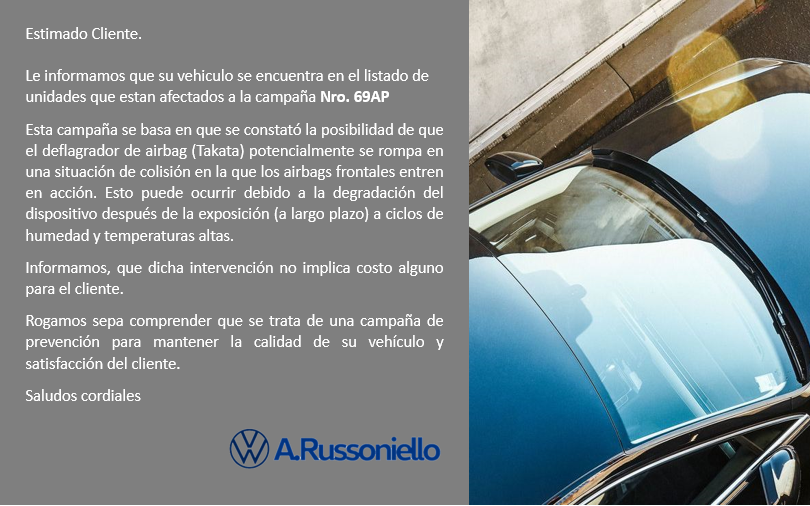 Estimado Cliente.
Le informamos que su vehiculo se encuentra en el listado de
unidades que estan afectados a la campaña Nro. 69AP
Esta campaña se basa en que se constató la posibilidad de que
el deflagrador de airbag (Takata) potencialmente se rompa en
una situación de colisión en la que los airbags frontales entren
en acción. Esto puede ocurrir debido a la degradación del
dispositivo después de la exposición (a largo plazo) a ciclos de
humedad y temperaturas altas.
Informamos, que dicha intervención no implica costo alguno
para el cliente.
Rogamos sepa comprender que se trata de una campaña de
prevención para mantener la calidad de su vehículo y
satisfacción del cliente.
Saludos cordiales
A.Russoniello